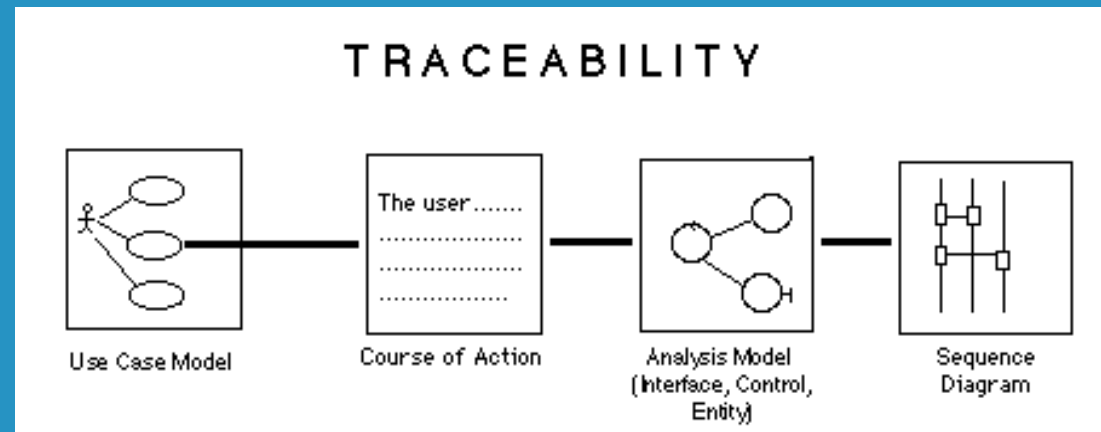 TRACEABILITY
The user.......
...................
...................
.................
Use Case Model
Course of Action
Analysis Model
(Interface, Control,
Entity)
Sequence
Diagram